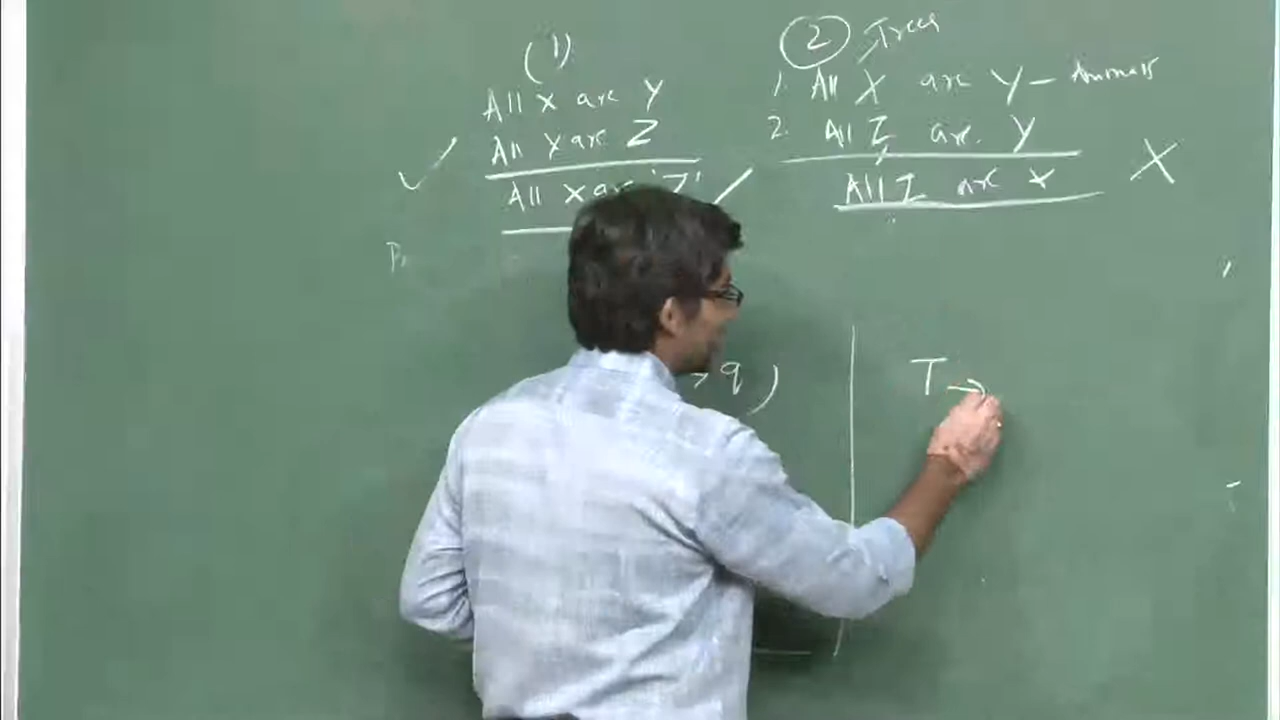 (1)
All X are Y
All Y are Z
All X are 'Z'
② Trees
1. All X are Y - Animals
2. All Z are Y
All Z are X
X
→ q )
T →